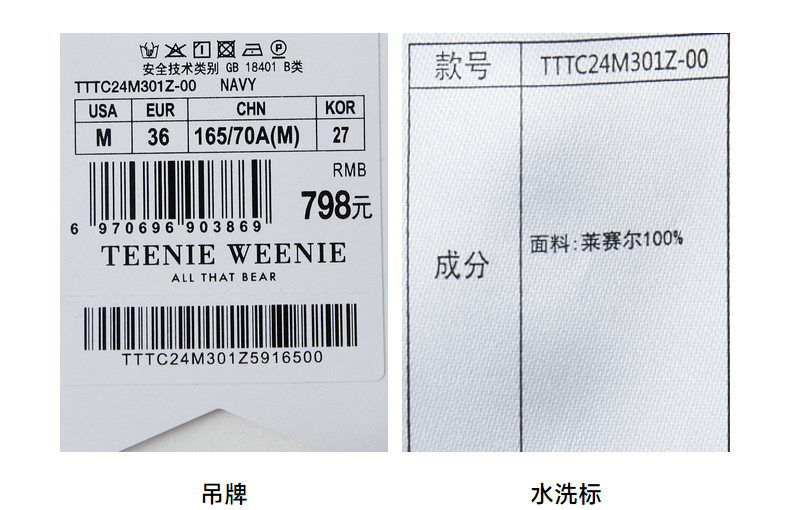 安全技术类别 GB 18401 B类
TTTC24M301Z-00 NAVY
USA EUR CHN KOR
M 36 165/70A(M) 27
RMB
798元
6 970696 903869
TEENIE WEENIE
ALL THAT BEAR
TTTC24M301Z5916500
款号 TTTC24M301Z-00
成分 面料:莱赛尔100%
吊牌 水洗标